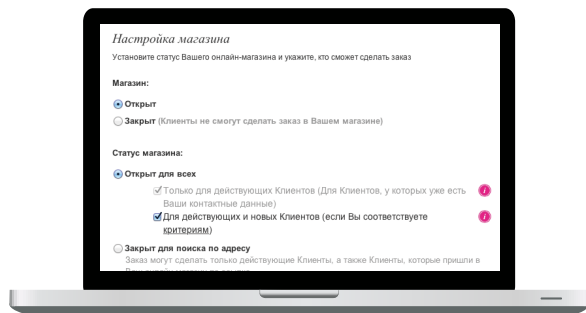 Настройка магазина
Установите статус Вашего онлайн-магазина и укажите, кто сможет сделать заказ
Магазин:
Открыт
Закрыт (Клиенты не смогут сделать заказ в Вашем магазине)
Статус магазина:
Открыт для всех
Только для действующих Клиентов (Для Клиентов, у которых уже есть
Ваши контактные данные)
Для действующих и новых Клиентов (если Вы соответствуете
критериям)
Закрыт для поиска по адресу
Заказ могут сделать только действующие Клиенты, а также Клиенты, которые пришли в